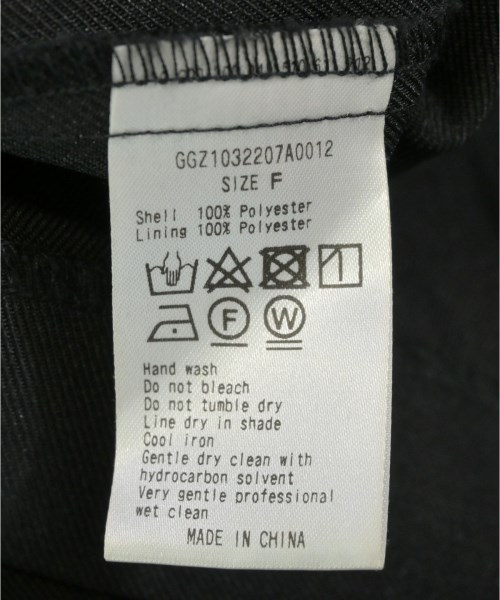 GGZ1032207A0012
SIZE F
Shell 100% Polyester
Lining 100% Polyester
F W
Hand wash
Do not bleach
Do not tumble dry
Line dry in shade
Cool iron
Gentle dry clean with
hydrocarbon solvent
Very gentle professional
wet clean
MADE IN CHINA